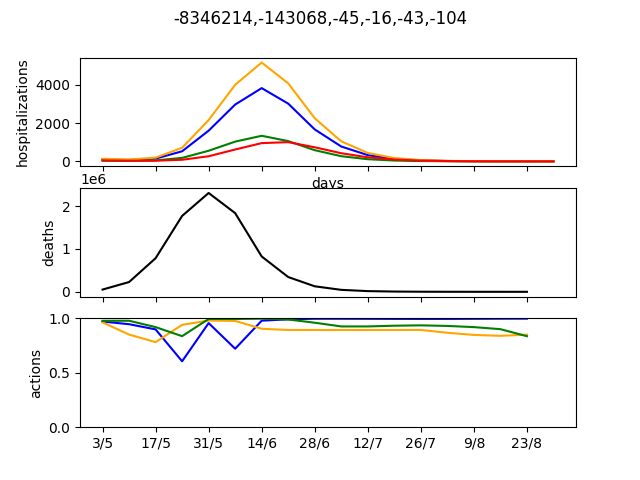 -8346214,-143068,-45,-16,-43,-104
hospitalizations
4000
2000
0
days
1e6
deaths
2
1
0
actions
1.0
0.5
0.0
3/5 17/5 31/5 14/6 28/6 12/7 26/7 9/8 23/8